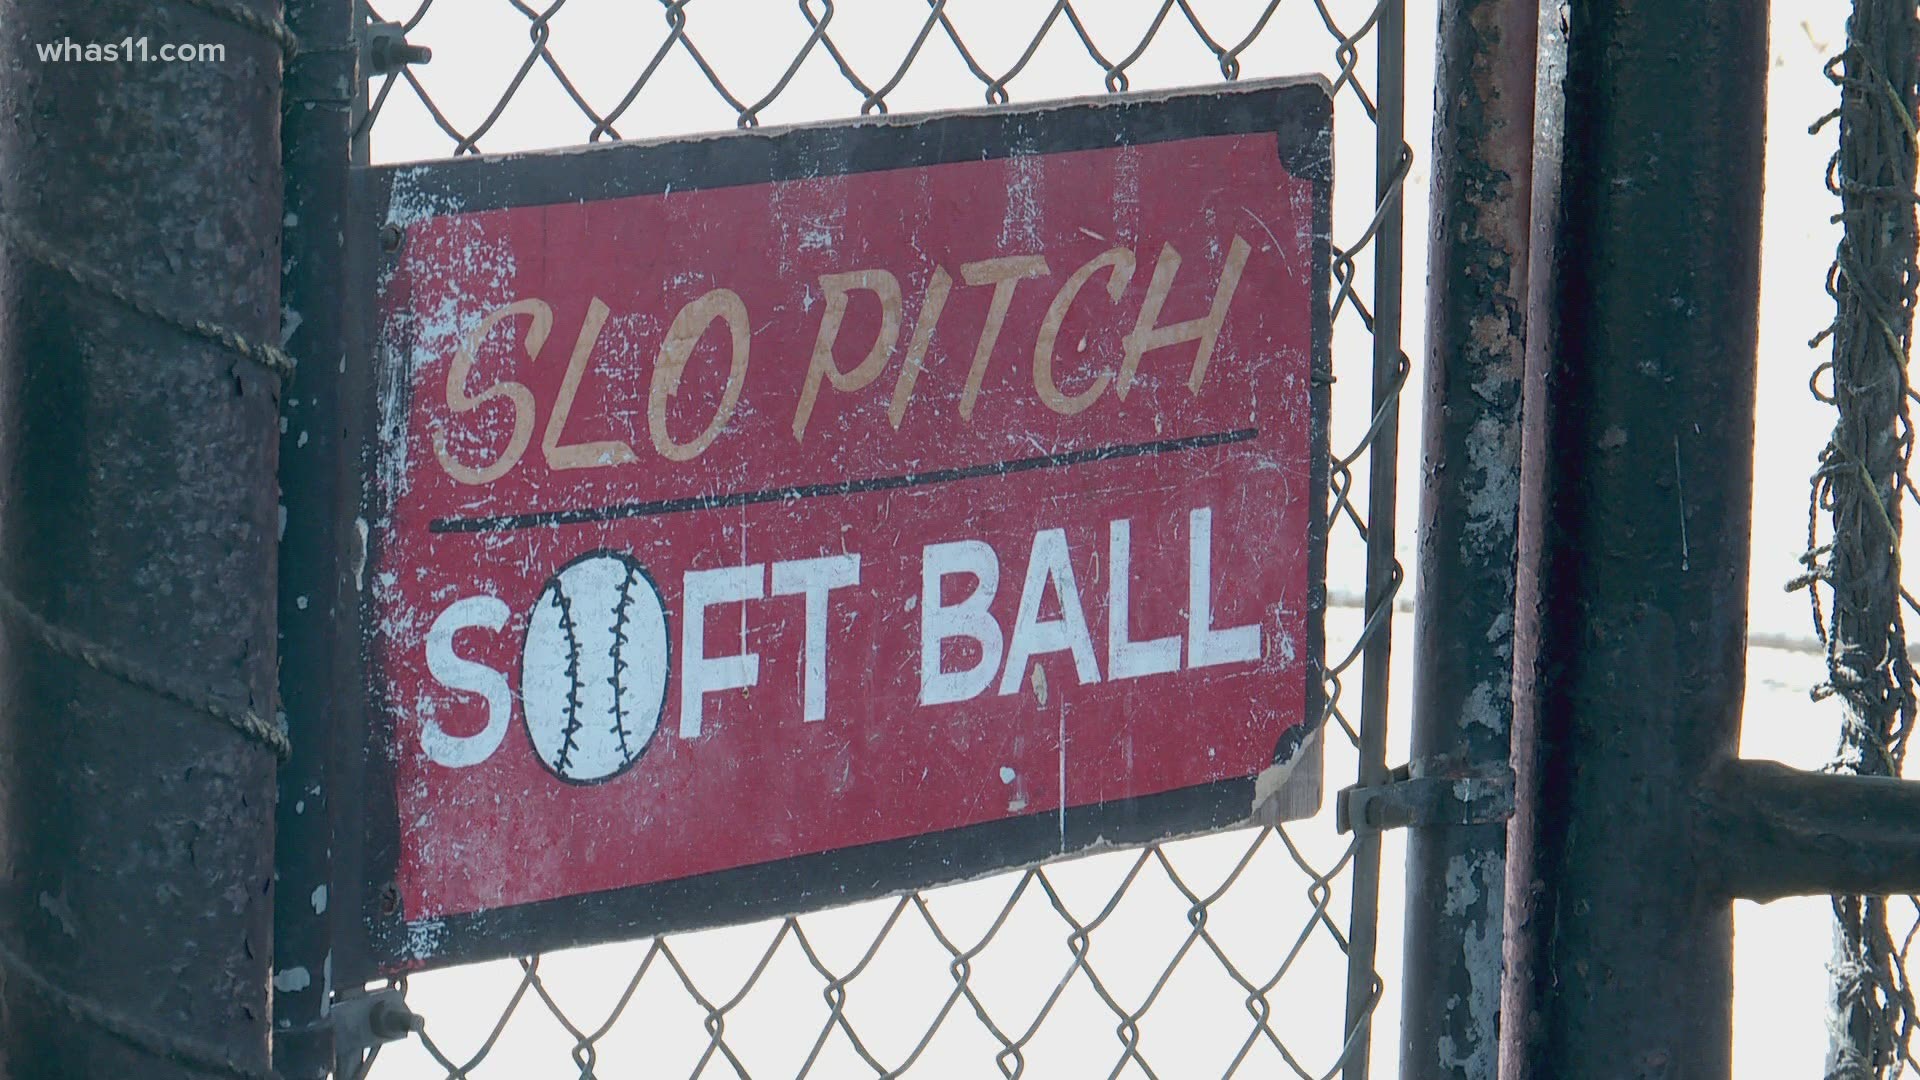 whas11.com
SLO PITCH
SOFT BALL